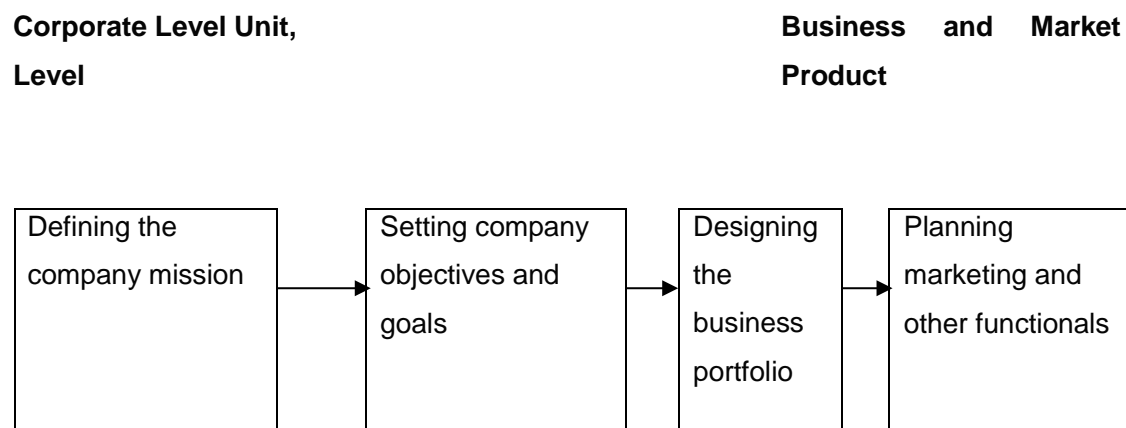 Corporate Level Unit,
Level
Business and Market
Product
Defining the
company mission
Setting company
objectives and
goals
Designing
the
business
portfolio
Planning
marketing and
other functionals